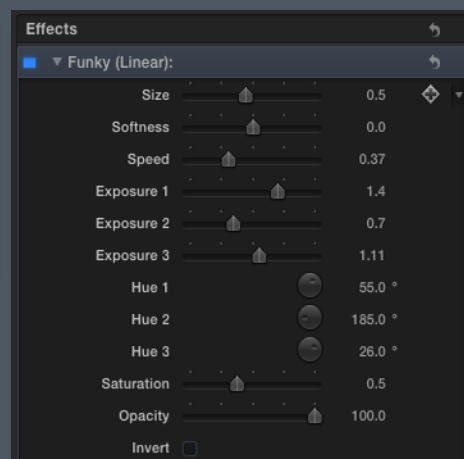 Effects
Funky (Linear):
Size 0.5
Softness 0.0
Speed 0.37
Exposure 1 1.4
Exposure 2 0.7
Exposure 3 1.11
Hue 1 55.0 °
Hue 2 185.0 °
Hue 3 26.0 °
Saturation 0.5
Opacity 100.0
Invert